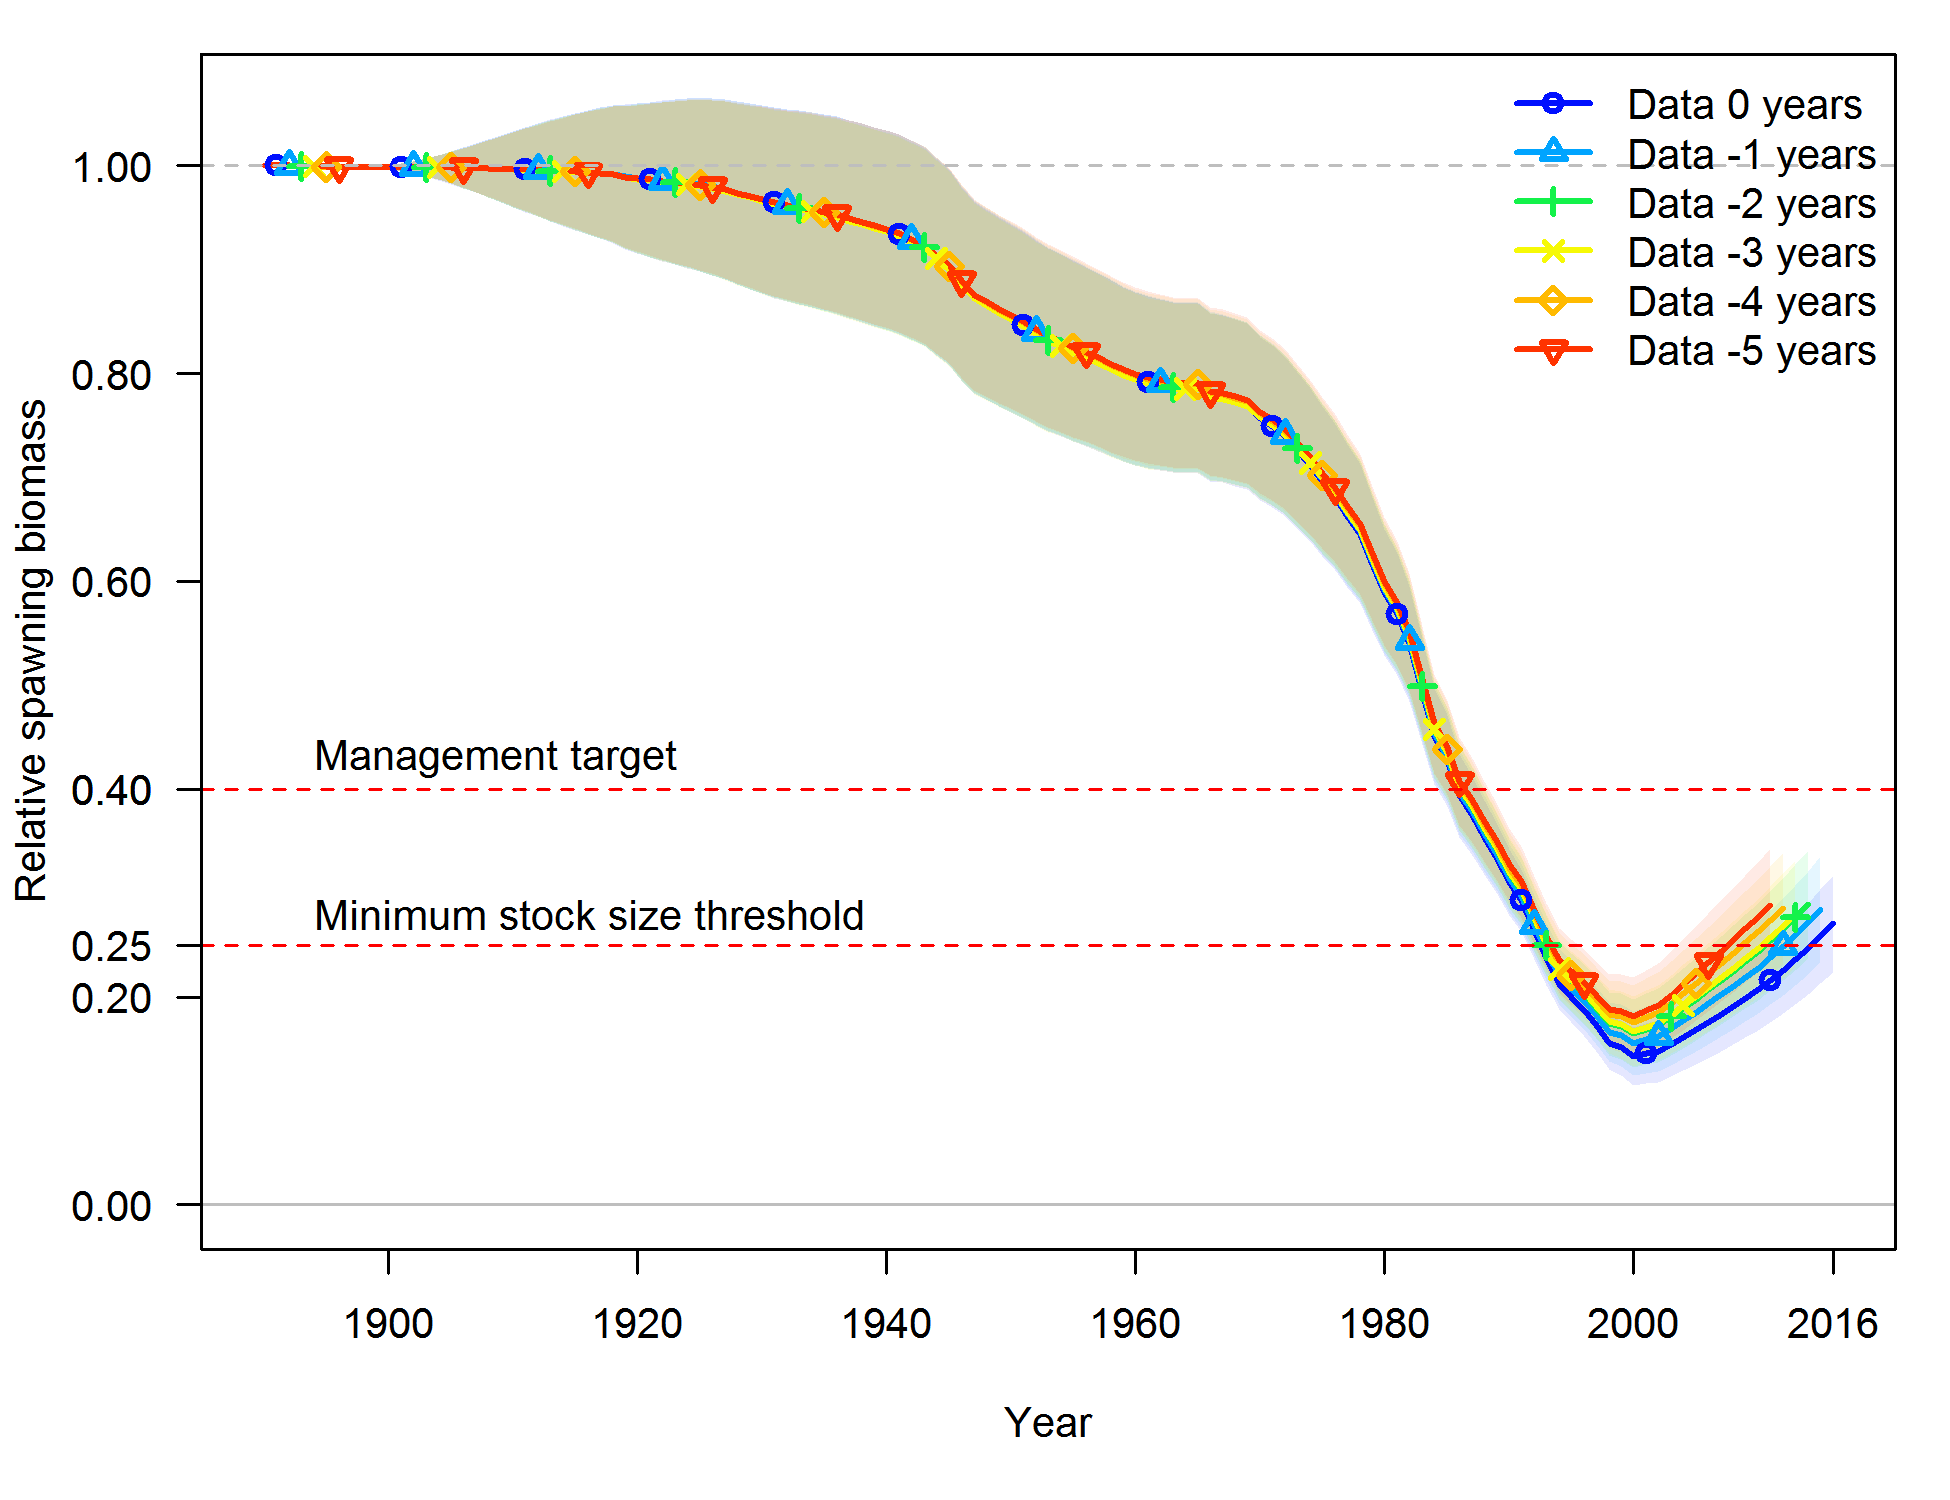 Data 0 years
Data -1 years
Data -2 years
Data -3 years
Data -4 years
Data -5 years
1.00
0.80
0.60
0.40
0.25
0.20
0.00
Relative spawning biomass
Management target
Minimum stock size threshold
1900
1920
1940
1960
1980
2000
2016
Year